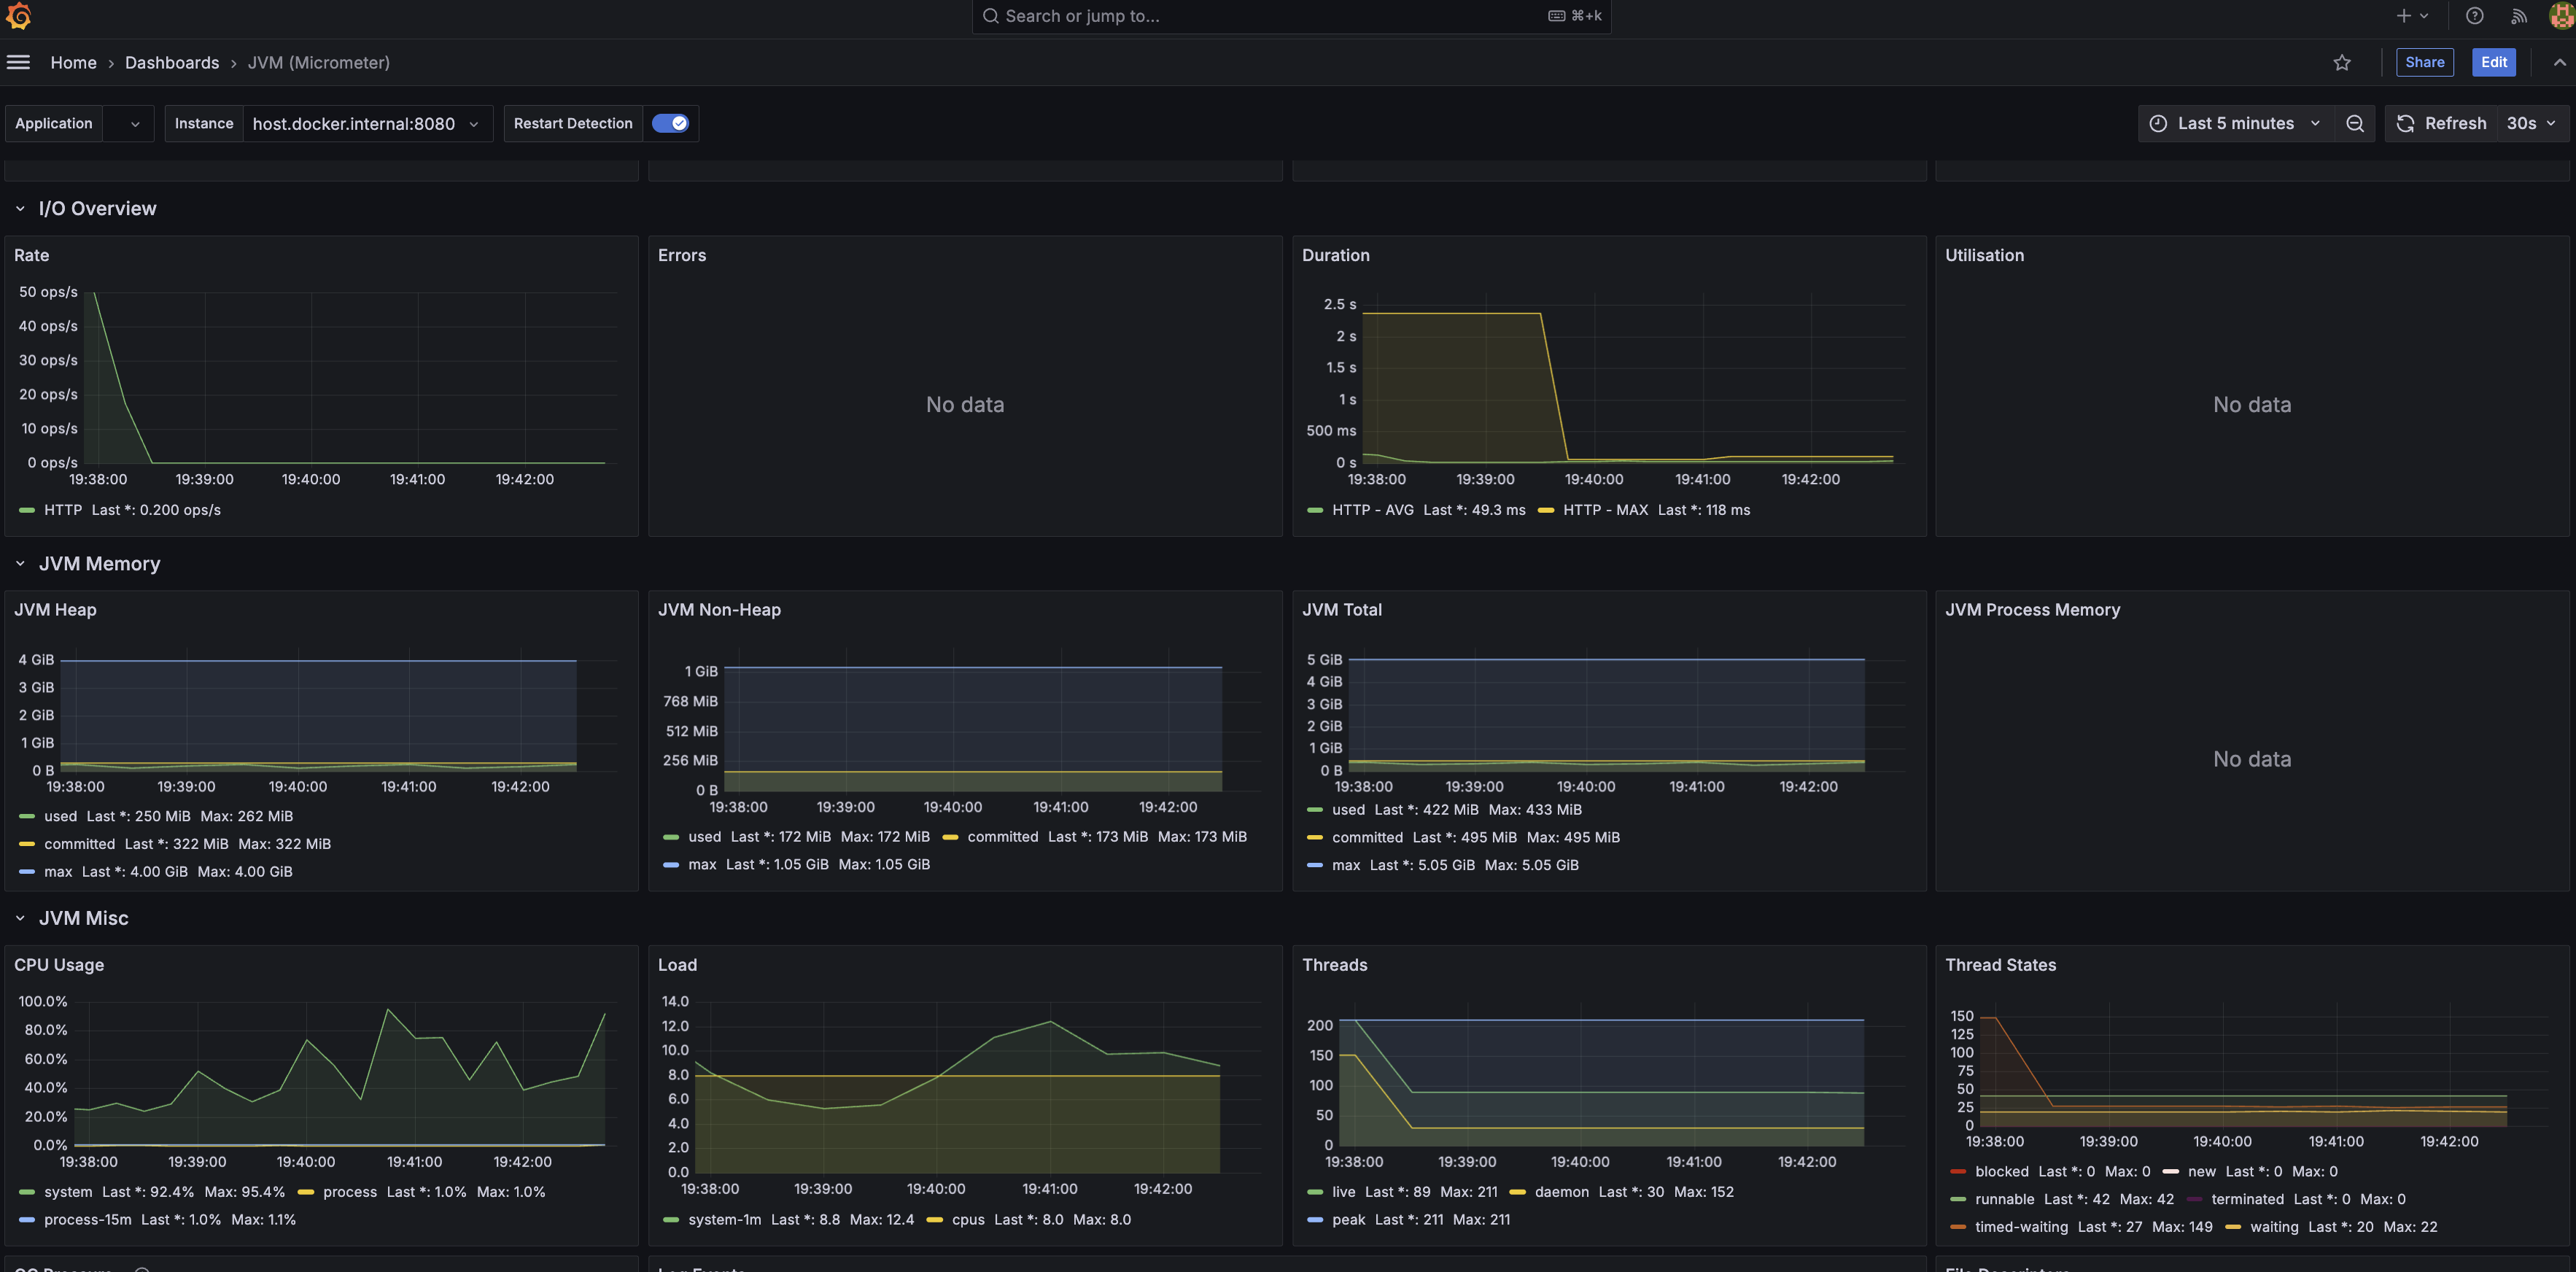 Search or jump to...
⌘+k
Home › Dashboards › JVM (Micrometer)
Share
Edit
Application
Instance
host.docker.internal:8080
Restart Detection
Last 5 minutes
Refresh
30s
I/O Overview
Rate
50 ops/s
40 ops/s
30 ops/s
20 ops/s
10 ops/s
0 ops/s
19:38:00 19:39:00 19:40:00 19:41:00 19:42:00
HTTP Last *: 0.200 ops/s
Errors
No data
Duration
2.5 s
2 s
1.5 s
1 s
500 ms
0 s
19:38:00 19:39:00 19:40:00 19:41:00 19:42:00
HTTP - AVG Last *: 49.3 ms HTTP - MAX Last *: 118 ms
Utilisation
No data
JVM Memory
JVM Heap
4 GiB
3 GiB
2 GiB
1 GiB
0 B
19:38:00 19:39:00 19:40:00 19:41:00 19:42:00
used Last *: 250 MiB Max: 262 MiB
committed Last *: 322 MiB Max: 322 MiB
max Last *: 4.00 GiB Max: 4.00 GiB
JVM Non-Heap
1 GiB
768 MiB
512 MiB
256 MiB
0 B
19:38:00 19:39:00 19:40:00 19:41:00 19:42:00
used Last *: 172 MiB Max: 172 MiB committed Last *: 173 MiB Max: 173 MiB
max Last *: 1.05 GiB Max: 1.05 GiB
JVM Total
5 GiB
4 GiB
3 GiB
2 GiB
1 GiB
0 B
19:38:00 19:39:00 19:40:00 19:41:00 19:42:00
used Last *: 422 MiB Max: 433 MiB
committed Last *: 495 MiB Max: 495 MiB
max Last *: 5.05 GiB Max: 5.05 GiB
JVM Process Memory
No data
JVM Misc
CPU Usage
100.0%
80.0%
60.0%
40.0%
20.0%
0.0%
19:38:00 19:39:00 19:40:00 19:41:00 19:42:00
system Last *: 92.4% Max: 95.4% process Last *: 1.0% Max: 1.0%
process-15m Last *: 1.0% Max: 1.1%
Load
14.0
12.0
10.0
8.0
6.0
4.0
2.0
0.0
19:38:00 19:39:00 19:40:00 19:41:00 19:42:00
system-1m Last *: 8.8 Max: 12.4 cpus Last *: 8.0 Max: 8.0
Threads
200
150
100
50
0
19:38:00 19:39:00 19:40:00 19:41:00 19:42:00
live Last *: 89 Max: 211 daemon Last *: 30 Max: 152
peak Last *: 211 Max: 211
Thread States
150
125
100
75
50
25
0
19:38:00 19:39:00 19:40:00 19:41:00 19:42:00
blocked Last *: 0 Max: 0 new Last *: 0 Max: 0
runnable Last *: 42 Max: 42 terminated Last *: 0 Max: 0
timed-waiting Last *: 27 Max: 149 waiting Last *: 20 Max: 22